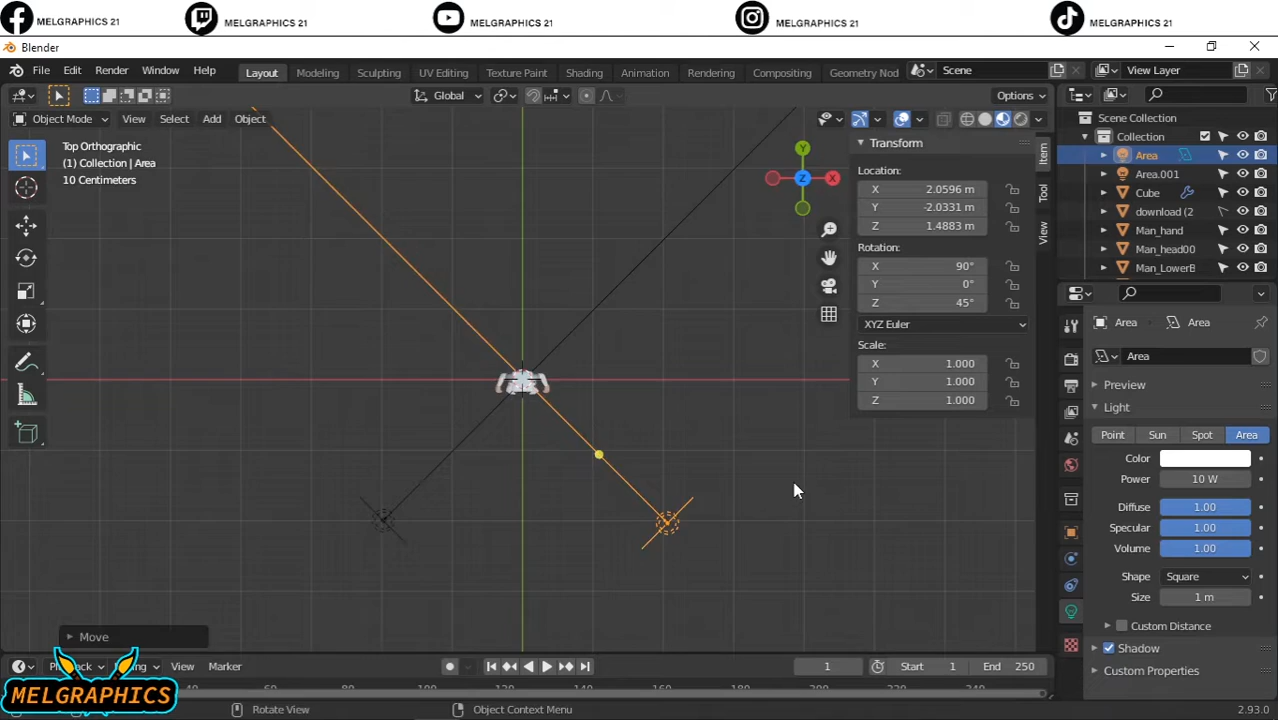 MELGRAPHICS 21 MELGRAPHICS 21 MELGRAPHICS 21 MELGRAPHICS 21 MELGRAPHICS 21
Blender
File Edit Render Window Help Layout Modeling Sculpting UV Editing Texture Paint Shading Animation Rendering Compositing Geometry Nod Scene View Layer
Global Options
Object Mode View Select Add Object
Top Orthographic
(1) Collection | Area
10 Centimeters
Y
Z
X
Transform
Location:
X 2.0596 m
Y -2.0331 m
Z 1.4883 m
Rotation:
X 90°
Y 0°
Z 45°
XYZ Euler
Scale:
X 1.000
Y 1.000
Z 1.000
Item
Tool
View
Scene Collection
Collection
Area
Area.001
Cube
download (2
Man_hand
Man_head00
Man_LowerB
Area Area
Area
Preview
Light
Point Sun Spot Area
Color
Power 10 W
Diffuse 1.00
Specular 1.00
Volume 1.00
Shape Square
Size 1 m
Custom Distance
Shadow
Custom Properties
Move
View Marker 1 Start 1 End 250
MELGRAPHICS
Rotate View Object Context Menu 2.93.0